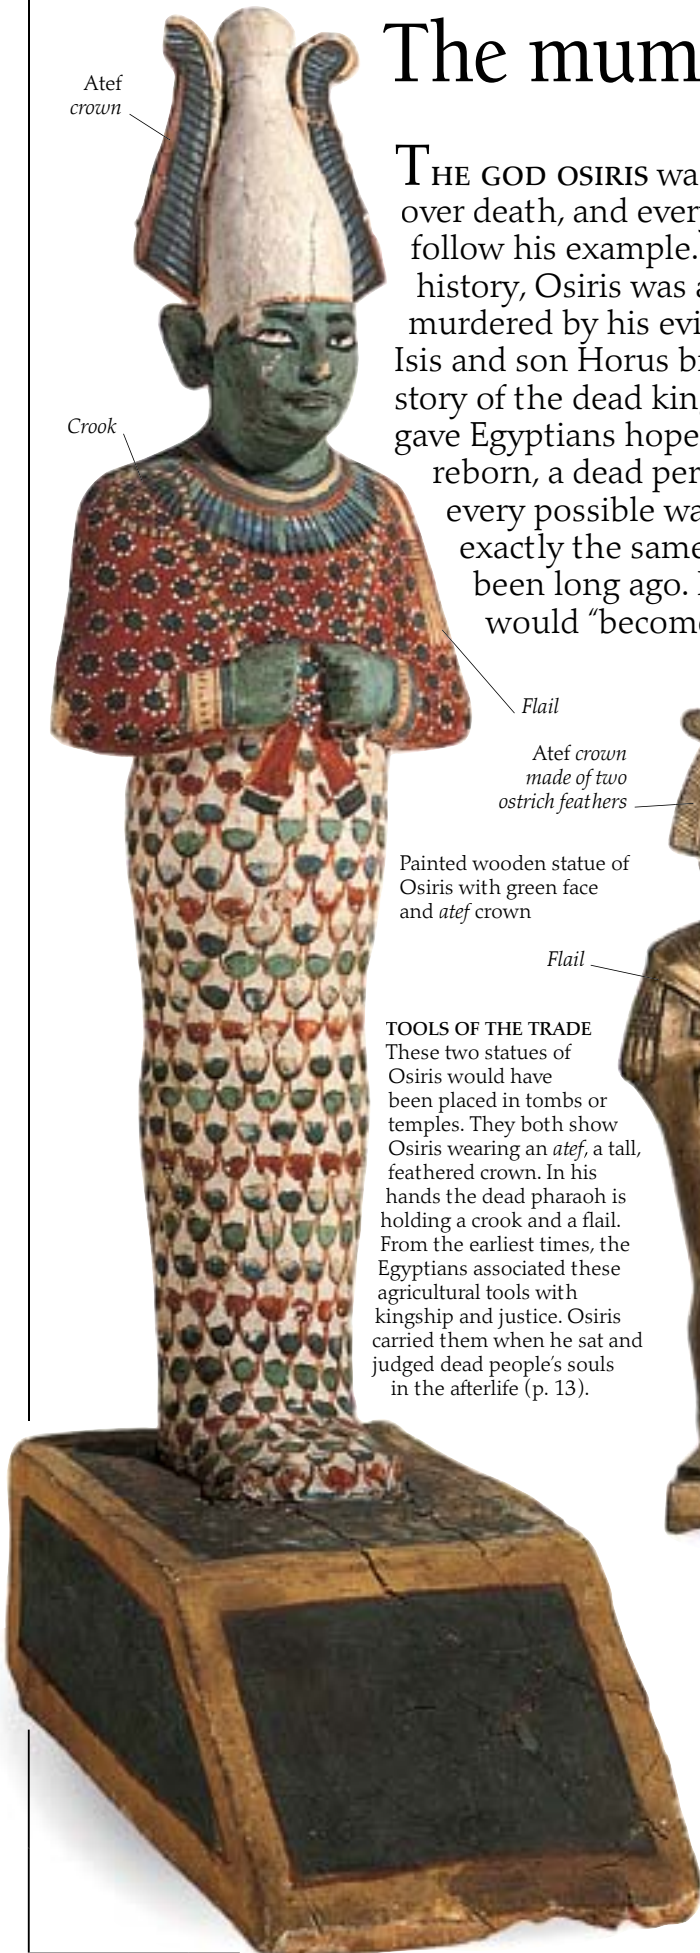 The mum
Atef
crown
THE GOD OSIRIS wa
over death, and every
follow his example.
history, Osiris was a
murdered by his evi
Isis and son Horus br
story of the dead kin
gave Egyptians hope
reborn, a dead per
every possible wa
exactly the same
been long ago.
would “become
Crook
Flail
Atef crown
made of two
ostrich feathers
Painted wooden statue of
Osiris with green face
and atef crown
Flail
TOOLS OF THE TRADE
These two statues of
Osiris would have
been placed in tombs or
temples. They both show
Osiris wearing an atef, a tall,
feathered crown. In his
hands the dead pharaoh is
holding a crook and a flail.
From the earliest times, the
Egyptians associated these
agricultural tools with
kingship and justice. Osiris
carried them when he sat and
judged dead people’s souls
in the afterlife (p. 13).